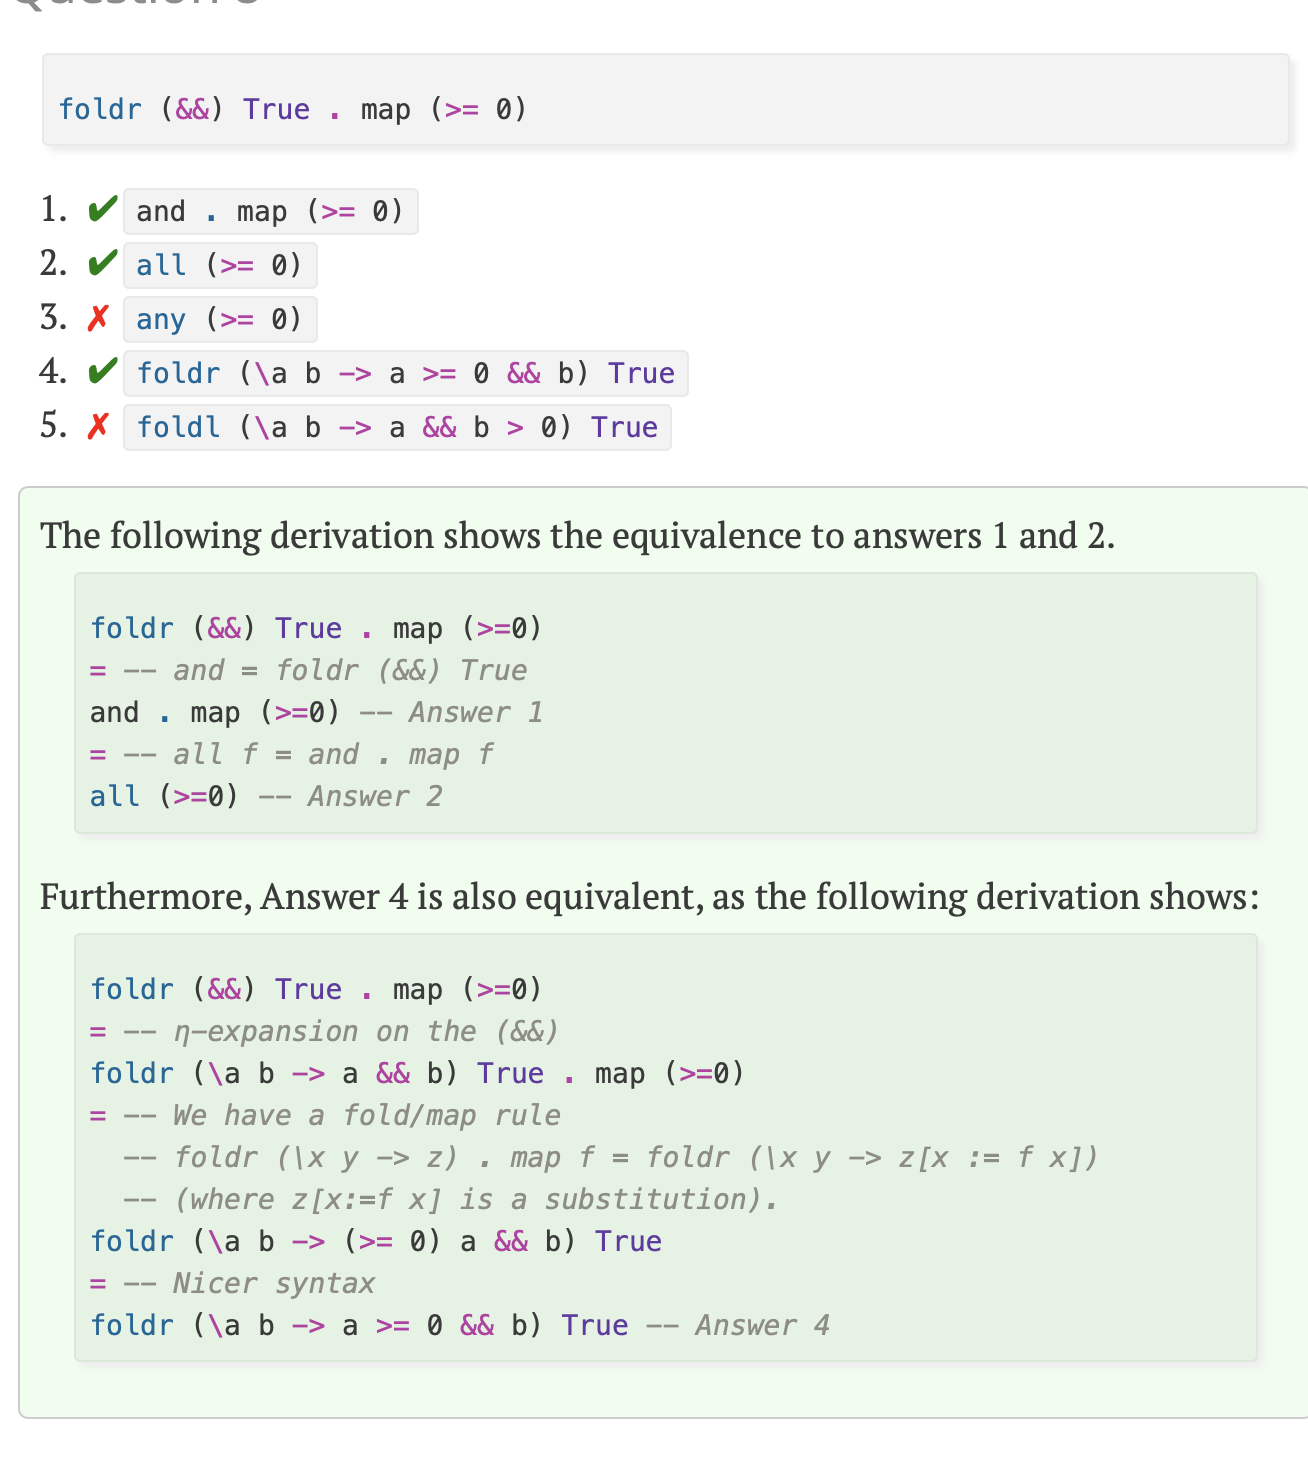 foldr (&&) True . map (>= 0)
1. ✔ and . map (>= 0)
2. ✔ all (>= 0)
3. ✗ any (>= 0)
4. ✔ foldr (\a b -> a >= 0 && b) True
5. ✗ foldl (\a b -> a && b > 0) True
The following derivation shows the equivalence to answers 1 and 2.
foldr (&&) True . map (>=0)
= -- and = foldr (&&) True
and . map (>=0) -- Answer 1
= -- all f = and . map f
all (>=0) -- Answer 2
Furthermore, Answer 4 is also equivalent, as the following derivation shows:
foldr (&&) True . map (>=0)
= -- η-expansion on the (&&)
foldr (\a b -> a && b) True . map (>=0)
= -- We have a fold/map rule
-- foldr (\x y -> z) . map f = foldr (\x y -> z[x := f x])
-- (where z[x:=f x] is a substitution).
foldr (\a b -> (>= 0) a && b) True
= -- Nicer syntax
foldr (\a b -> a >= 0 && b) True -- Answer 4